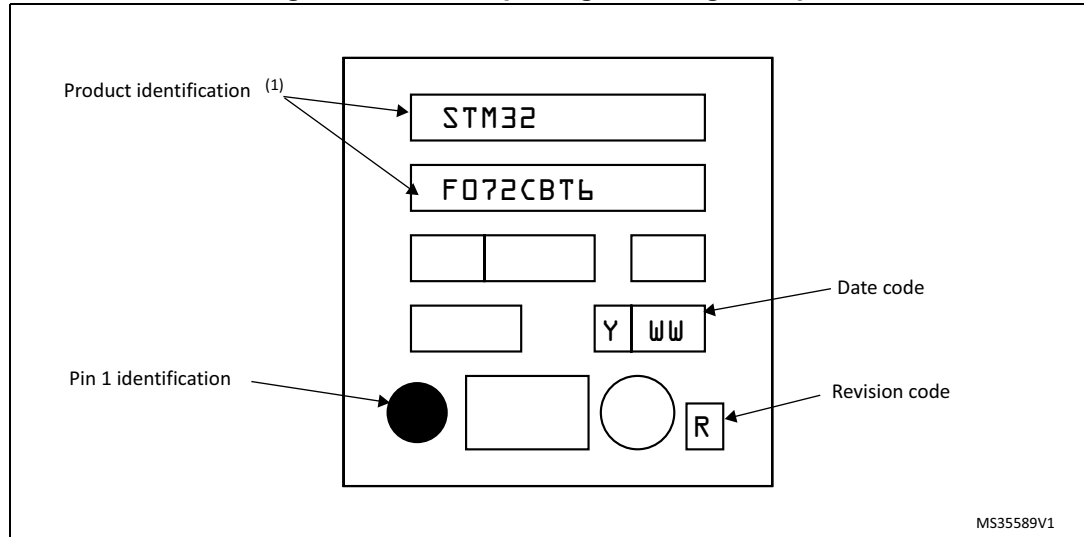 Product identification (1)
STM32
F072CBT6
Date code
Y WW
Pin 1 identification
Revision code
R
MS35589V1